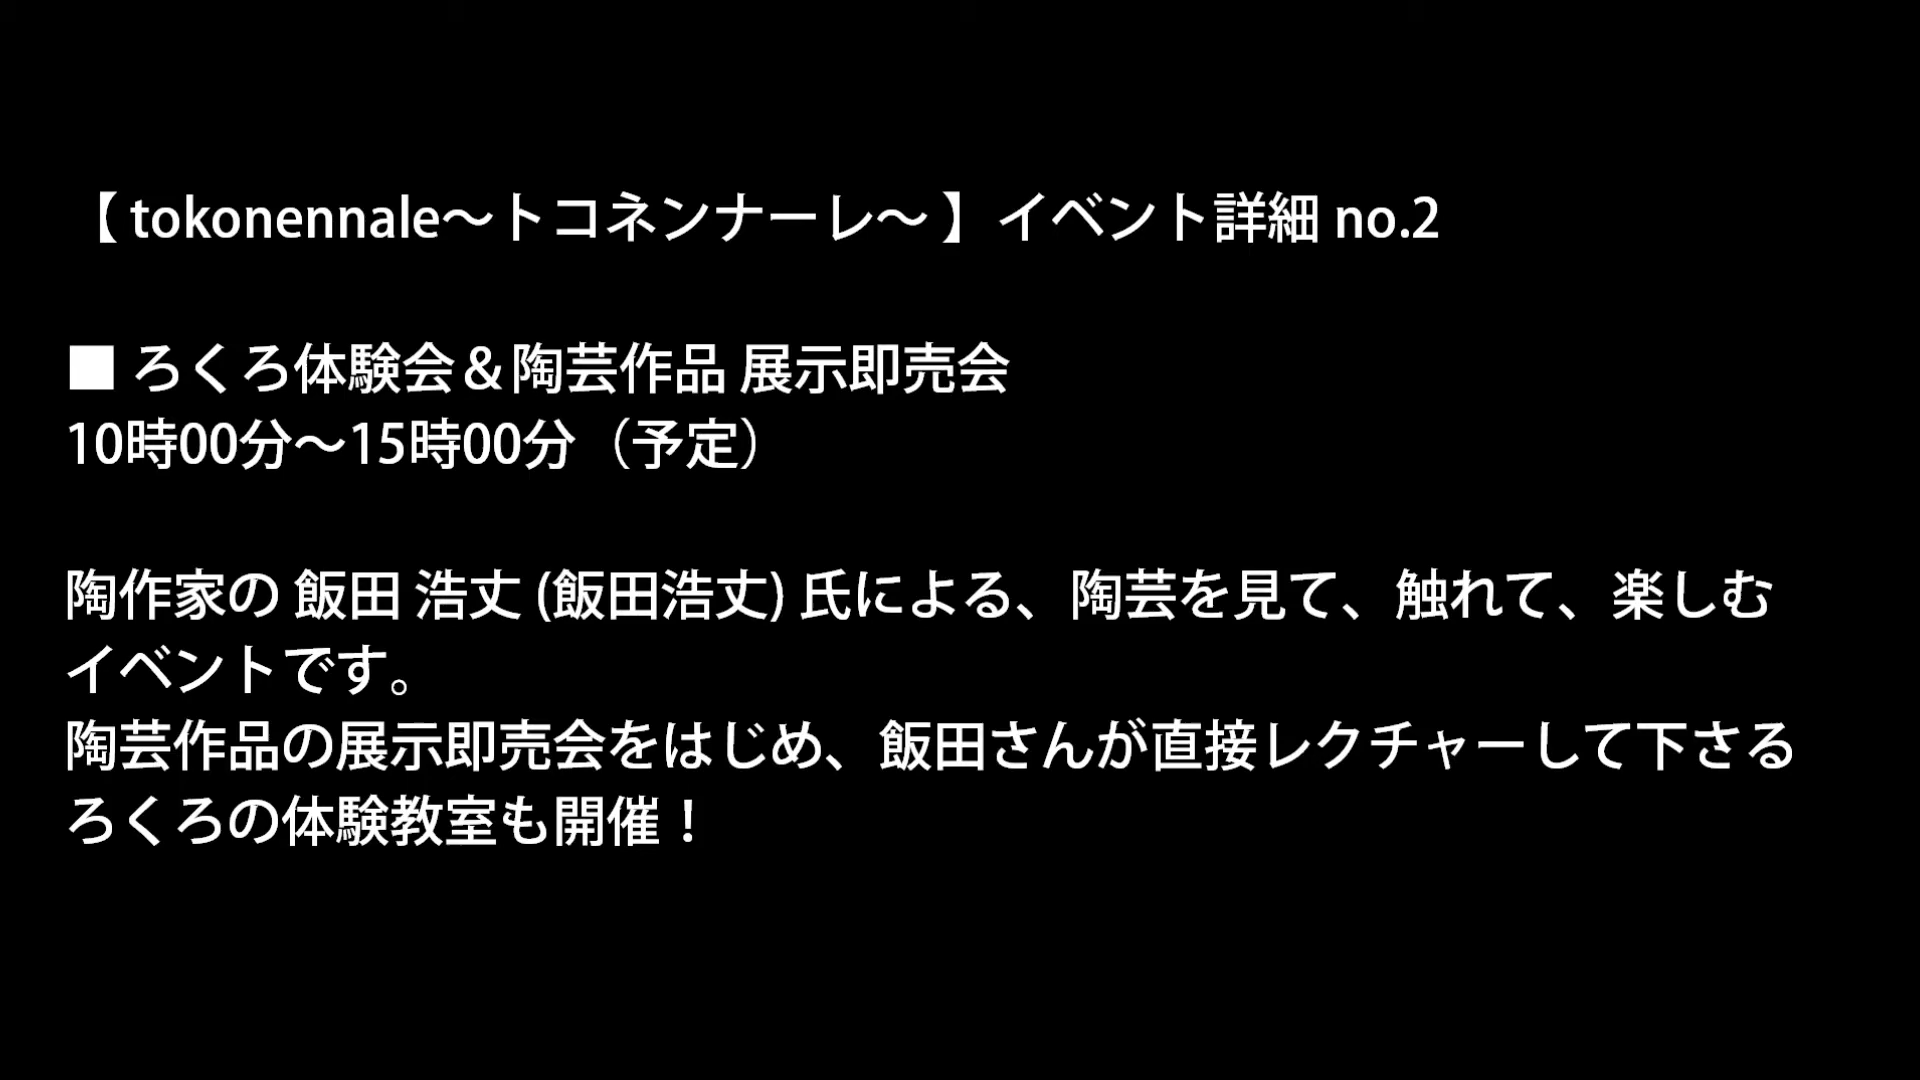 【 tokonennale～トコネンナーレ～ 】イベント詳細 no.2
■ ろくろ体験会＆陶芸作品 展示即売会
10時00分～15時00分（予定）
陶作家の 飯田 浩丈 (飯田浩丈) 氏による、陶芸を見て、触れて、楽しむ
イベントです。
陶芸作品の展示即売会をはじめ、飯田さんが直接レクチャーして下さる
ろくろの体験教室も開催！